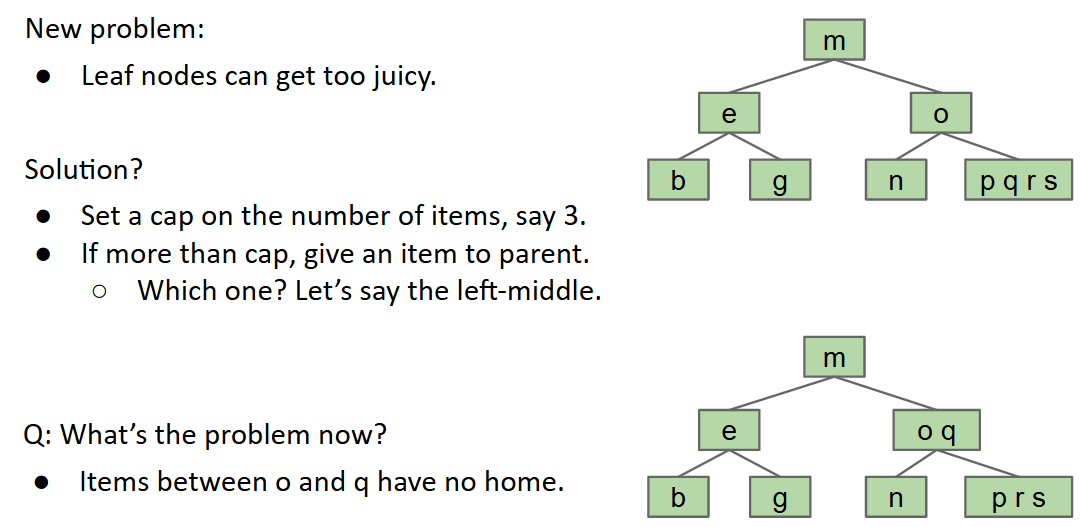 New problem:
● Leaf nodes can get too juicy.
Solution?
● Set a cap on the number of items, say 3.
● If more than cap, give an item to parent.
○ Which one? Let’s say the left-middle.
m
e
o
b
g
n
p q r s
Q: What’s the problem now?
● Items between o and q have no home.
m
e
o q
b
g
n
p r s